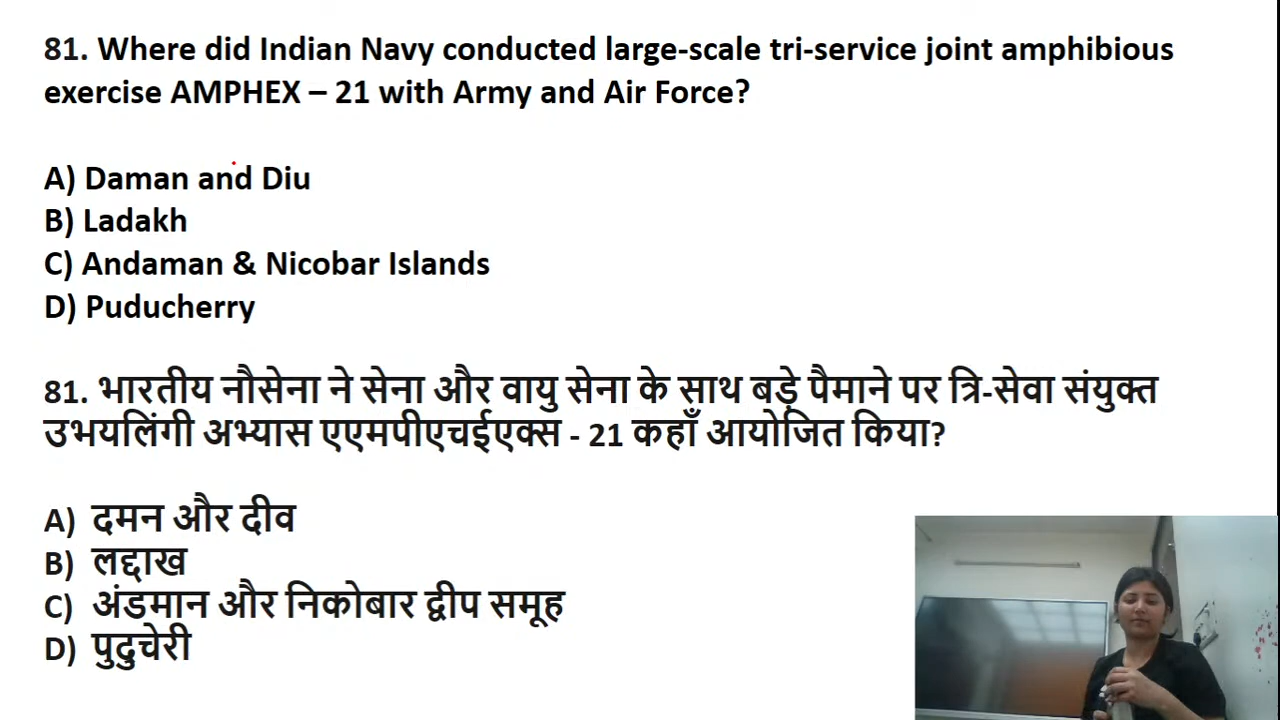 81. Where did Indian Navy conducted large-scale tri-service joint amphibious
exercise AMPHEX – 21 with Army and Air Force?
A) Daman and Diu
B) Ladakh
C) Andaman & Nicobar Islands
D) Puducherry
81. भारतीय नौसेना ने सेना और वायु सेना के साथ बड़े पैमाने पर त्रि-सेवा संयुक्त
उभयलिंगी अभ्यास एएमपीएचईएक्स - 21 कहाँ आयोजित किया?
A) दमन और दीव
B) लद्दाख
C) अंडमान और निकोबार द्वीप समूह
D) पुदुचेरी